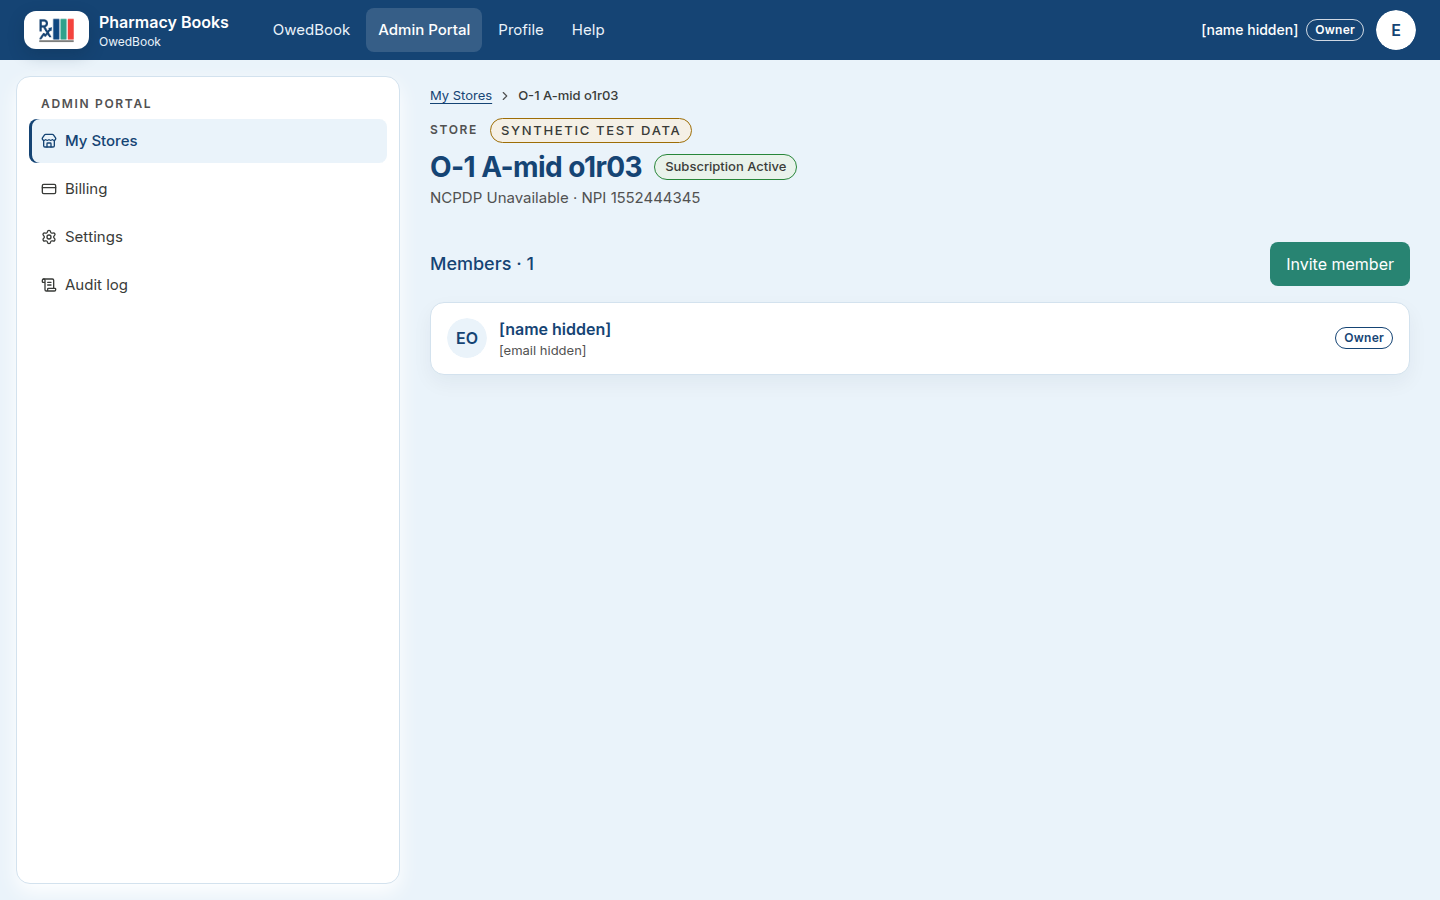 Pharmacy Books
OwedBook
OwedBook
Admin Portal
Profile
Help
[name hidden]
Owner
E
ADMIN PORTAL
My Stores
Billing
Settings
Audit log
My Stores > O-1 A-mid o1r03
STORE
SYNTHETIC TEST DATA
O-1 A-mid o1r03
Subscription Active
NCPDP Unavailable · NPI 1552444345
Members · 1
Invite member
EO
[name hidden]
[email hidden]
Owner